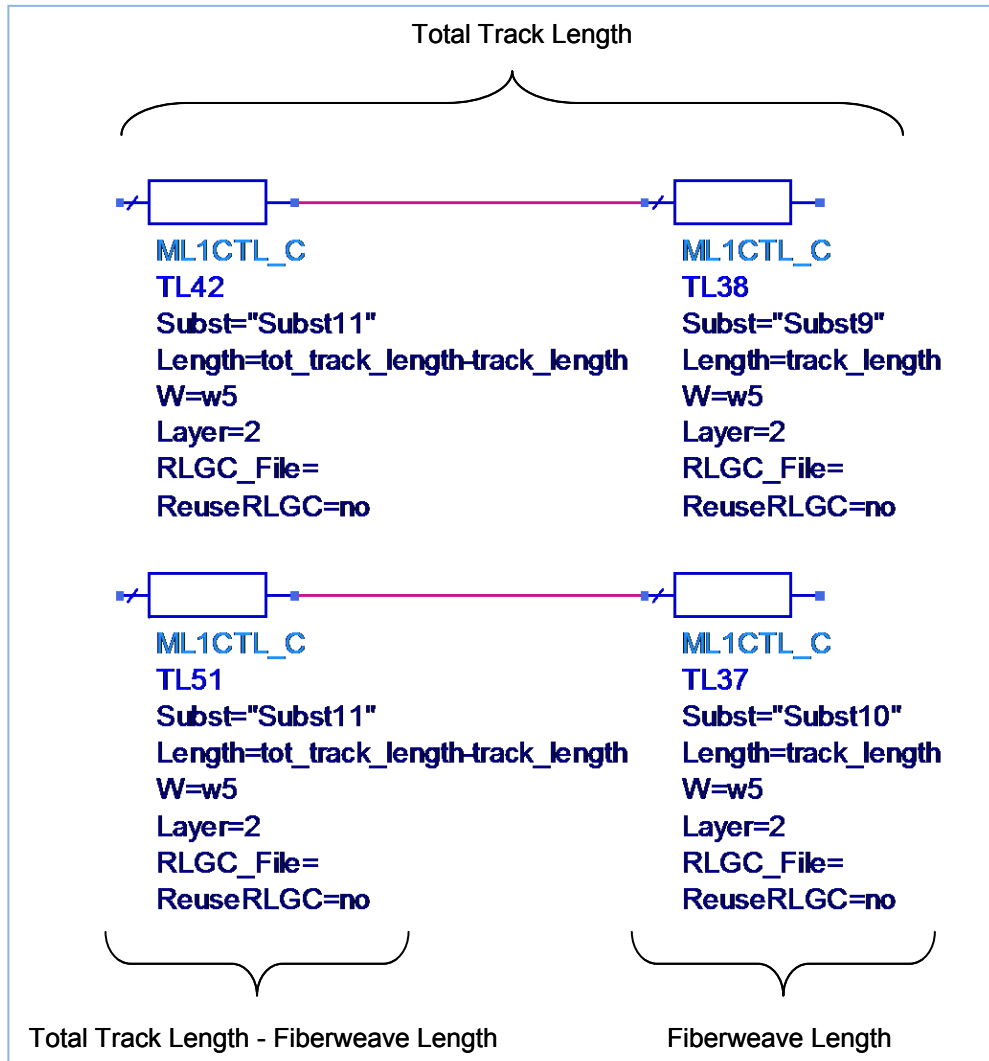 Total Track Length
ML1CTL_C
TL42
Subst="Subst11"
Length=tot_track_length-track_length
W=w5
Layer=2
RLGC_File=
ReuseRLGC=no
ML1CTL_C
TL38
Subst="Subst9"
Length=track_length
W=w5
Layer=2
RLGC_File=
ReuseRLGC=no
ML1CTL_C
TL51
Subst="Subst11"
Length=tot_track_length-track_length
W=w5
Layer=2
RLGC_File=
ReuseRLGC=no
ML1CTL_C
TL37
Subst="Subst10"
Length=track_length
W=w5
Layer=2
RLGC_File=
ReuseRLGC=no
Total Track Length - Fiberweave Length
Fiberweave Length